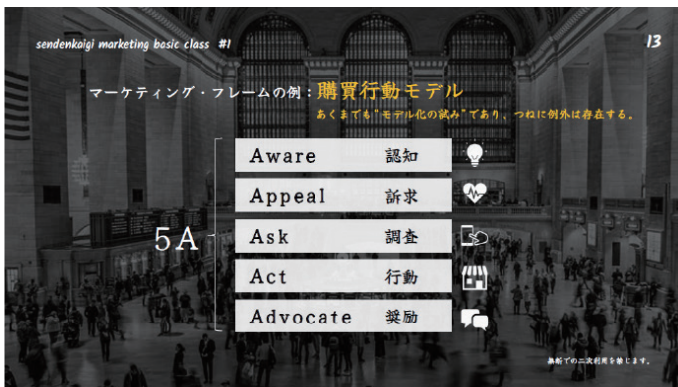 sendenkaigi marketing basic class #1
13
マーケティング・フレームの例:購買行動モデル
あくまでも"モデル化の試み"であり、つねに例外は存在する。
5A
Aware 認知
Appeal 訴求
Ask 調査
Act 行動
Advocate 奨励
無断での二次利用を禁じます。